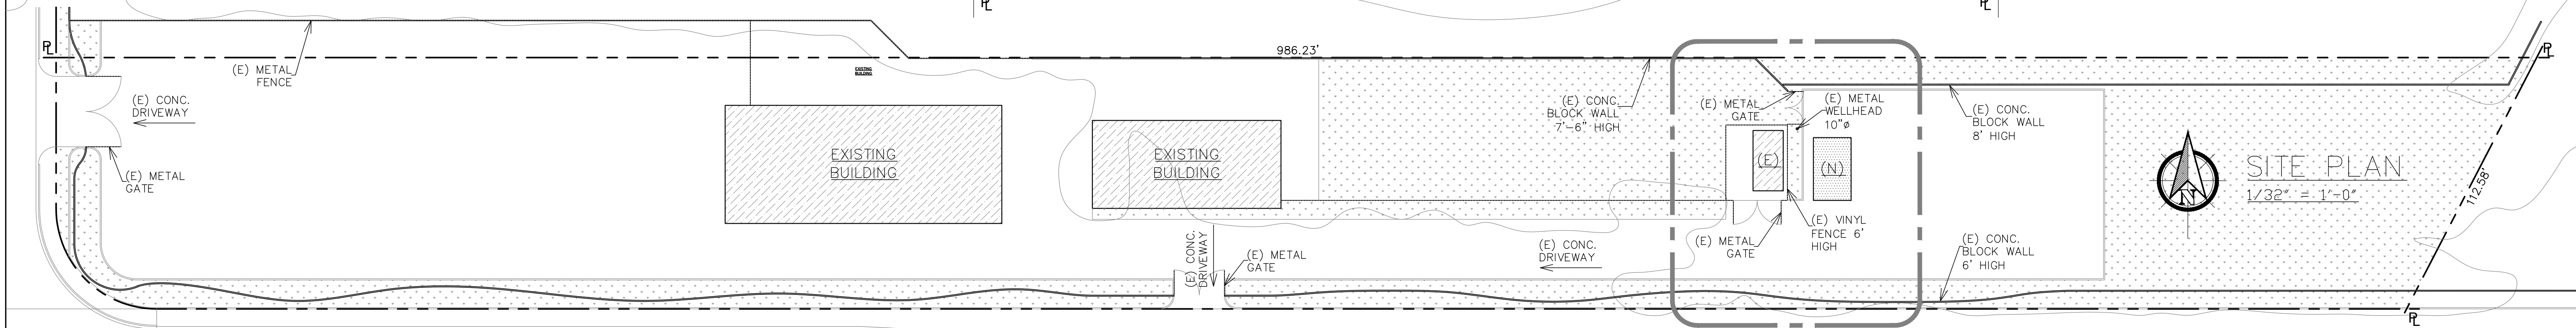 PL
PL
PL
986.23'
PL
(E) METAL
FENCE
EXISTING
BUILDING
(E) CONC.
DRIVEWAY
(E) CONC.
BLOCK WALL
7'-6" HIGH
(E) METAL
GATE.
(E) METAL
WELLHEAD
10"ø
(E) CONC.
BLOCK WALL
8' HIGH
EXISTING
BUILDING
EXISTING
BUILDING
(E)
(N)
SITE PLAN
1/32" = 1'-0"
N
112.58'
(E) METAL
GATE
(E) VINYL
FENCE 6'
HIGH
(E) CONC.
DRIVEWAY
(E) METAL
GATE
(E) CONC.
DRIVEWAY
(E) METAL
GATE
(E) CONC.
BLOCK WALL
6' HIGH
PL